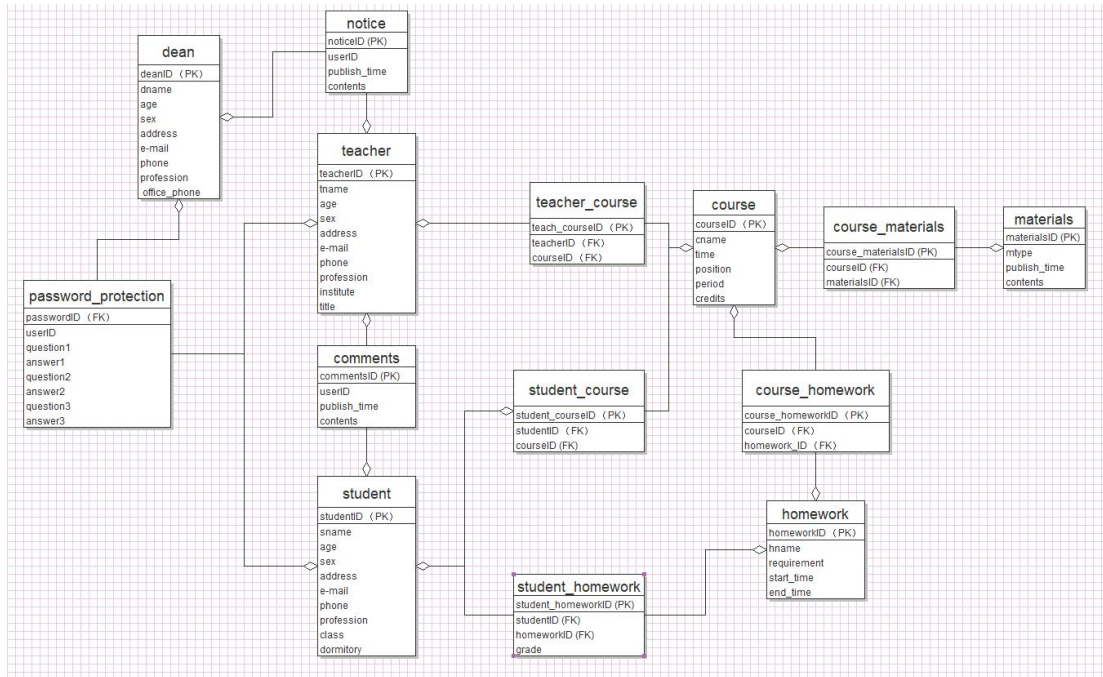 notice
noticeID (PK)
userID
publish_time
contents
dean
deanID (PK)
dname
age
sex
address
e-mail
phone
profession
office_phone
teacher
teacherID (PK)
tname
age
sex
address
e-mail
phone
profession
institute
title
teacher_course
teach_courseID (PK)
teacherID (FK)
courseID (FK)
course
courseID (PK)
cname
time
position
period
credits
course_materials
course_materialsID (PK)
courseID (FK)
materialsID (FK)
materials
materialsID (PK)
mtype
publish_time
contents
password_protection
passwordID (FK)
userID
question1
answer1
question2
answer2
question3
answer3
comments
commentsID (PK)
userID
publish_time
contents
student_course
student_courseID (PK)
studentID (FK)
courseID (FK)
course_homework
course_homeworkID (PK)
courseID (FK)
homework_ID (FK)
student
studentID (PK)
sname
age
sex
address
e-mail
phone
profession
class
dormitory
student_homework
student_homeworkID (PK)
studentID (FK)
homeworkID (FK)
grade
homework
homeworkID (PK)
hname
requirement
start_time
end_time